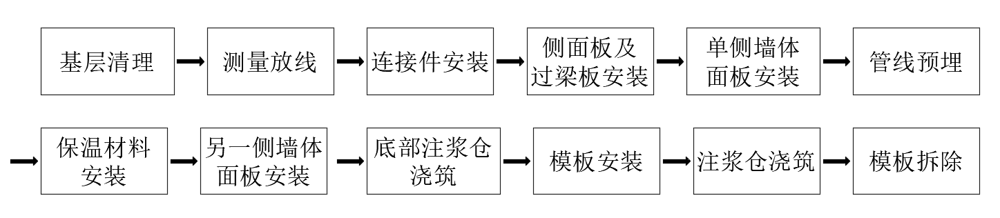 基层清理
测量放线
连接件安装
侧面板及
过梁板安装
单侧墙体
面板安装
管线预埋
保温材料
安装
另一侧墙体
面板安装
底部注浆仓
浇筑
模板安装
注浆仓浇筑
模板拆除